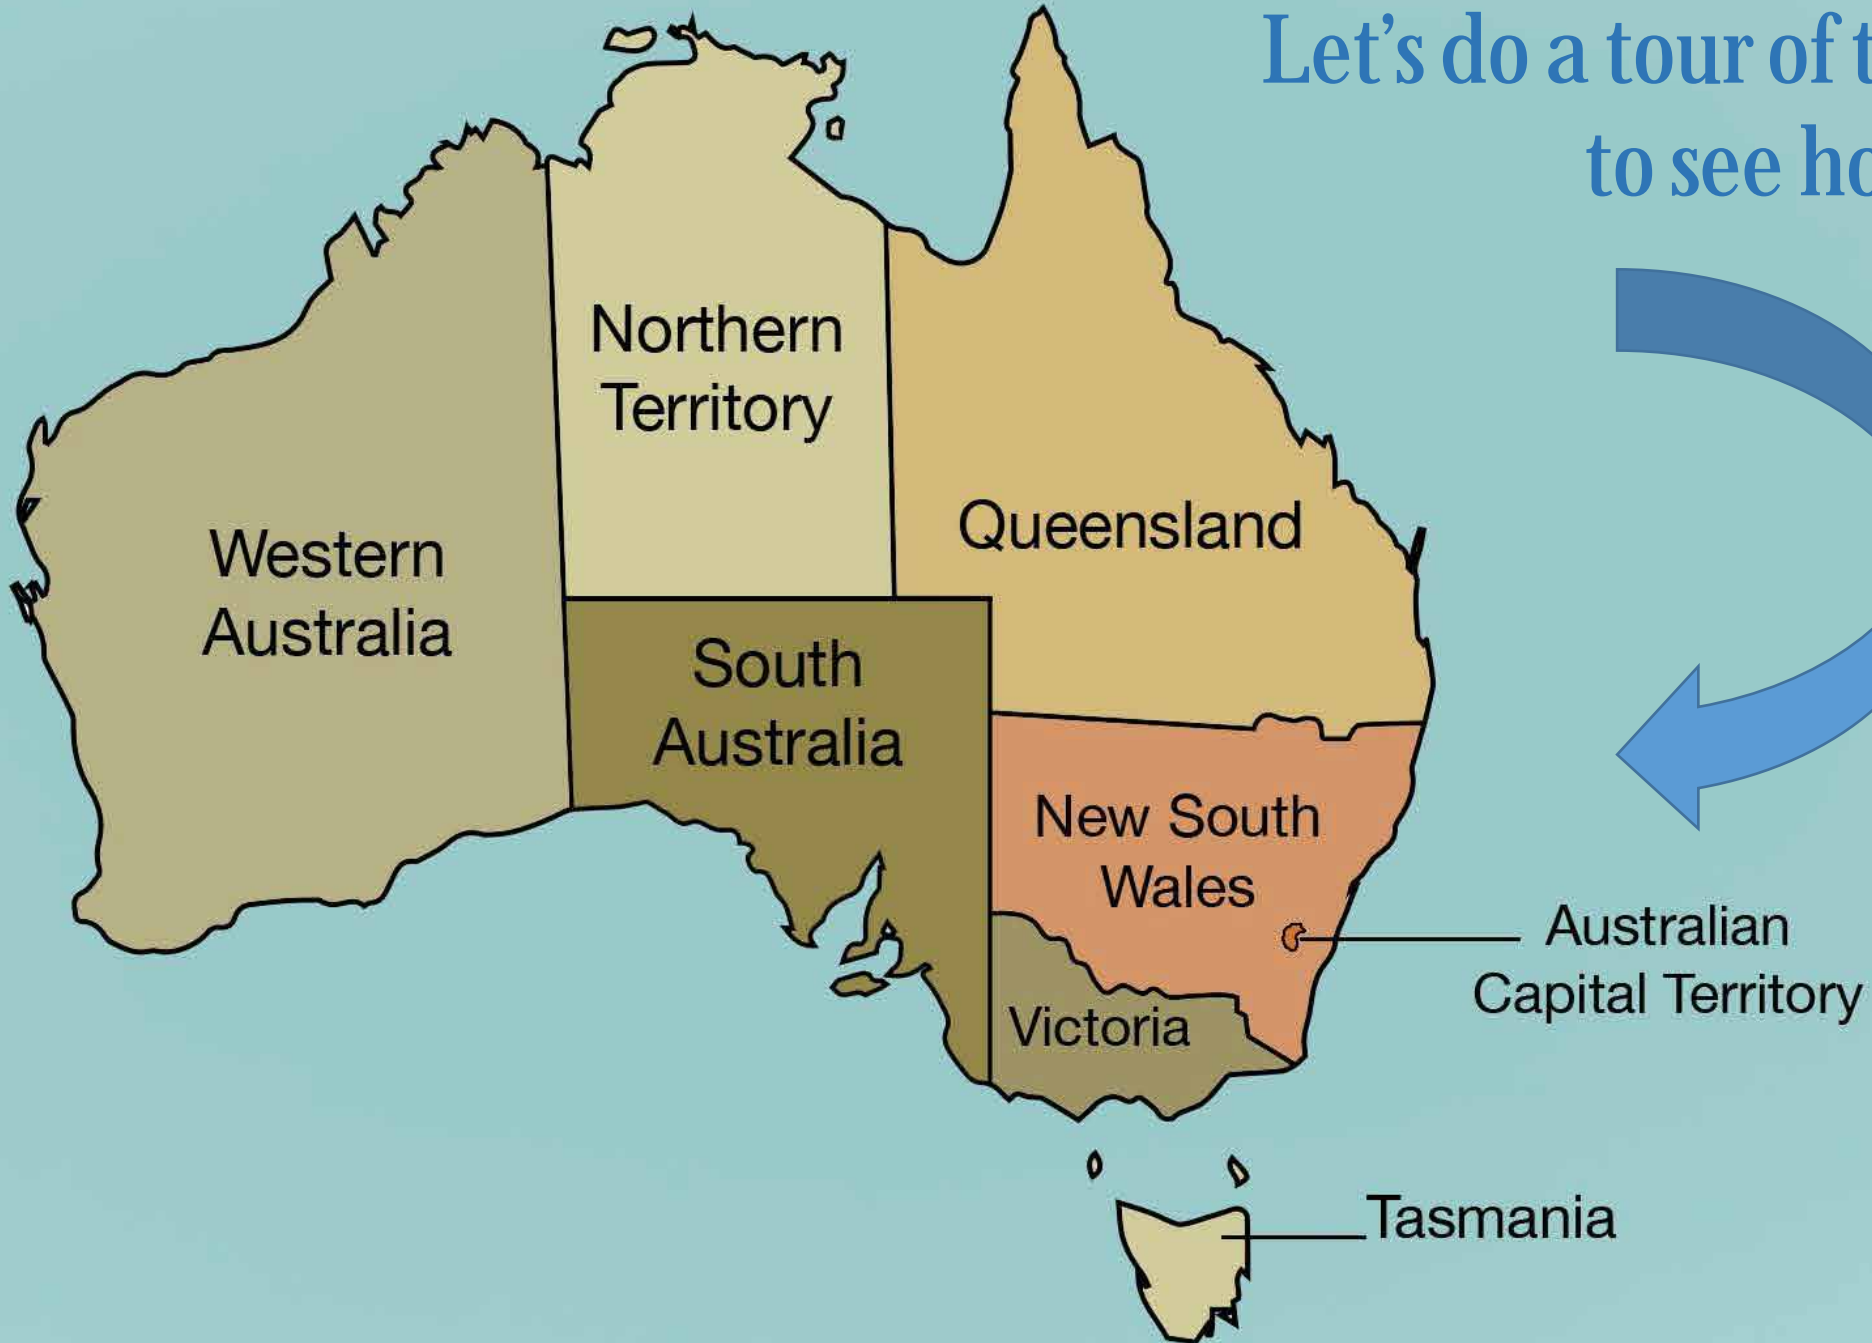 Let's do a tour of t
to see ho
Northern
Territory
Queensland
Western
Australia
South
Australia
New South
Wales
Australian
Capital Territory
Victoria
Tasmania